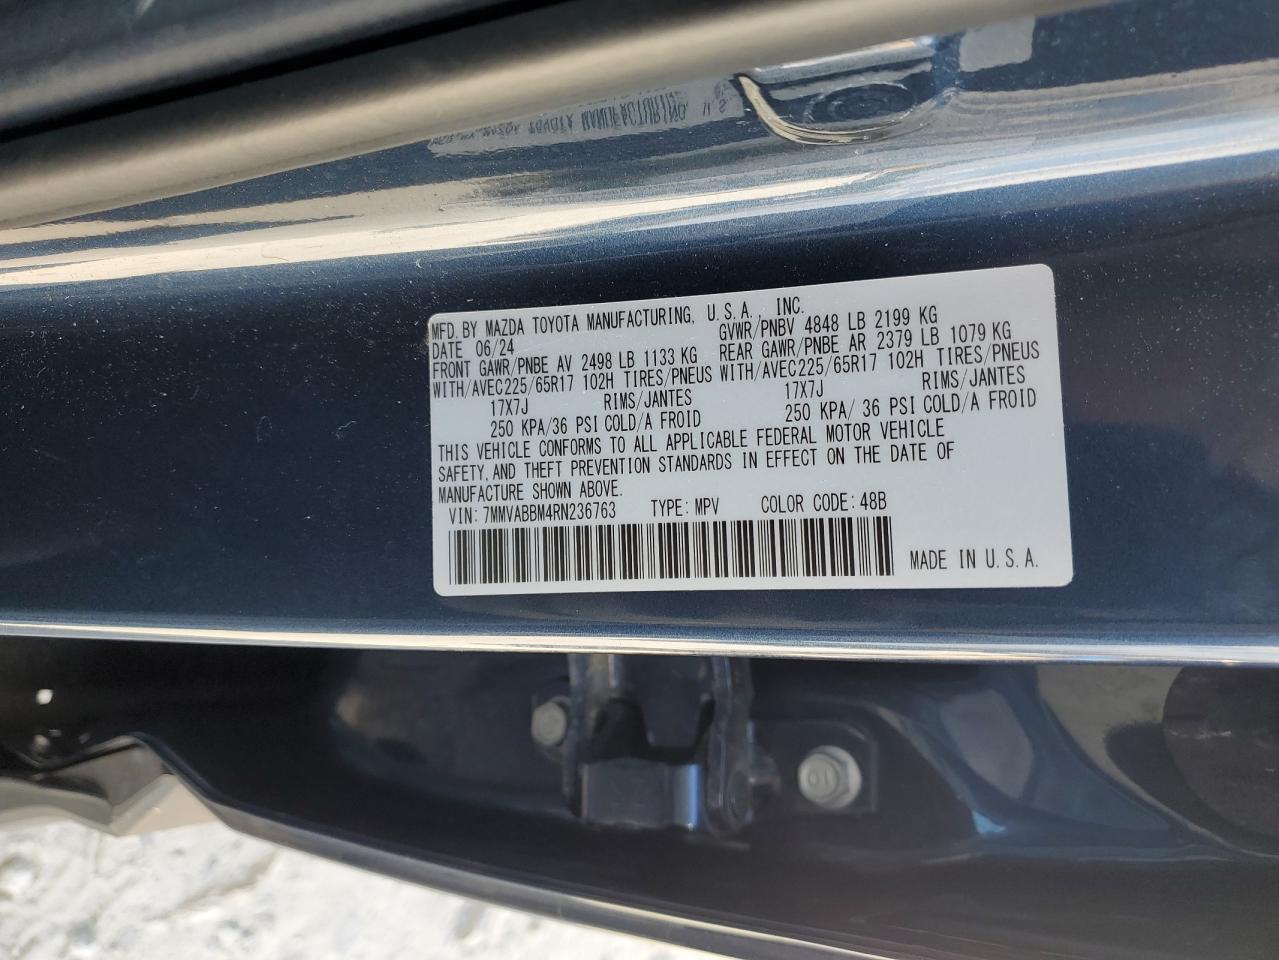 MFD. BY MAZDA TOYOTA MANUFACTURING, U.S.A., INC.
DATE 06/24 GVWR/PNBV 4848 LB 2199 KG
FRONT GAWR/PNBE AV 2498 LB 1133 KG REAR GAWR/PNBE AR 2379 LB 1079 KG
WITH/AVEC225/65R17 102H TIRES/PNEUS WITH/AVEC225/65R17 102H TIRES/PNEUS
17X7J RIMS/JANTES 17X7J RIMS/JANTES
250 KPA/36 PSI COLD/A FROID 250 KPA/ 36 PSI COLD/A FROID
THIS VEHICLE CONFORMS TO ALL APPLICABLE FEDERAL MOTOR VEHICLE
SAFETY, AND THEFT PREVENTION STANDARDS IN EFFECT ON THE DATE OF
MANUFACTURE SHOWN ABOVE.
VIN: 7MMVABBM4RN236763 TYPE: MPV COLOR CODE: 48B
MADE IN U.S.A.
10